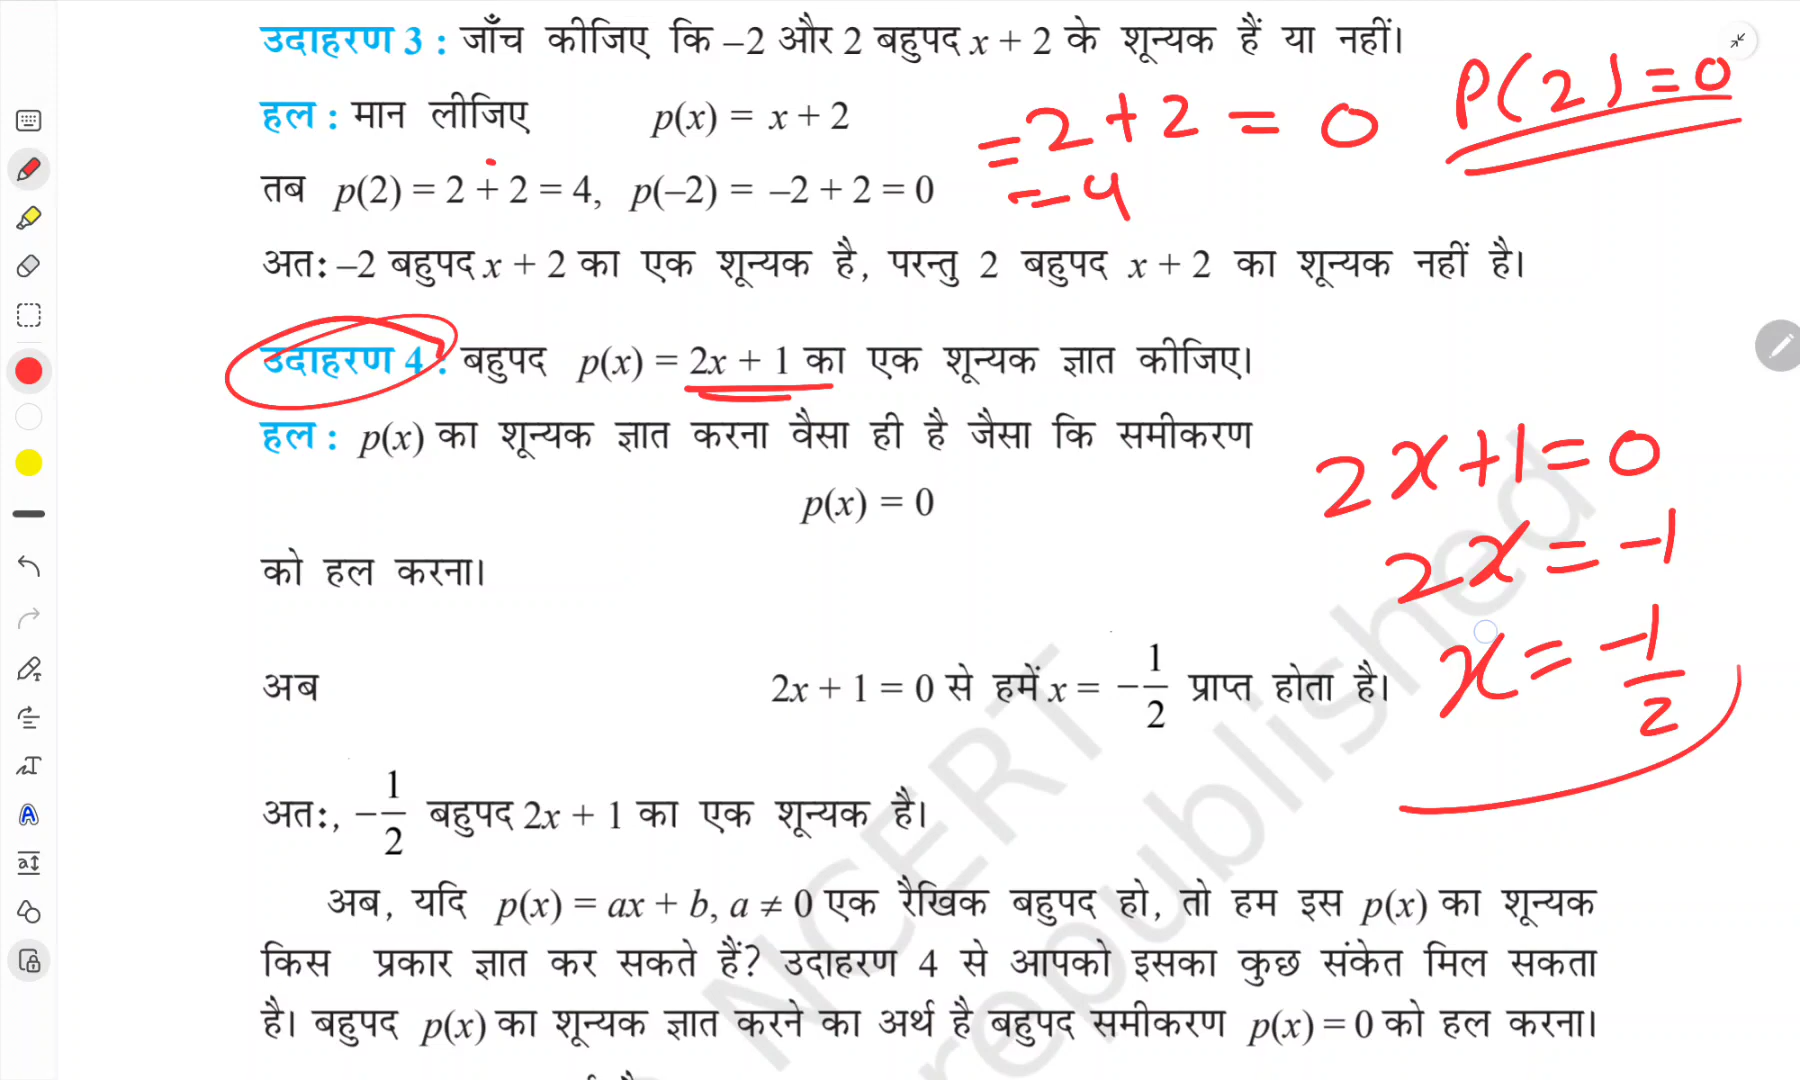 उदाहरण 3 : जाँच कीजिए कि –2 और 2 बहुपद x + 2 के शून्यक हैं या नहीं।
P(2) = 0
हल : मान लीजिए p(x) = x + 2
= 2 + 2 = 0
तब p(2) = 2 + 2 = 4, p(–2) = –2 + 2 = 0
= –4
अतः –2 बहुपद x + 2 का एक शून्यक है, परन्तु 2 बहुपद x + 2 का शून्यक नहीं है।
उदाहरण 4 : बहुपद p(x) = 2x + 1 का एक शून्यक ज्ञात कीजिए।
हल : p(x) का शून्यक ज्ञात करना वैसा ही है जैसा कि समीकरण
2x+1=0
p(x) = 0
2x = -1
को हल करना।
x = -1/2
अब 2x + 1 = 0 से हमें x = –1/2 प्राप्त होता है।
अतः, –1/2 बहुपद 2x + 1 का एक शून्यक है।
अब, यदि p(x) = ax + b, a ≠ 0 एक रैखिक बहुपद हो, तो हम इस p(x) का शून्यक
किस प्रकार ज्ञात कर सकते हैं? उदाहरण 4 से आपको इसका कुछ संकेत मिल सकता
है। बहुपद p(x) का शून्यक ज्ञात करने का अर्थ है बहुपद समीकरण p(x) = 0 को हल करना।
NCERT
republished